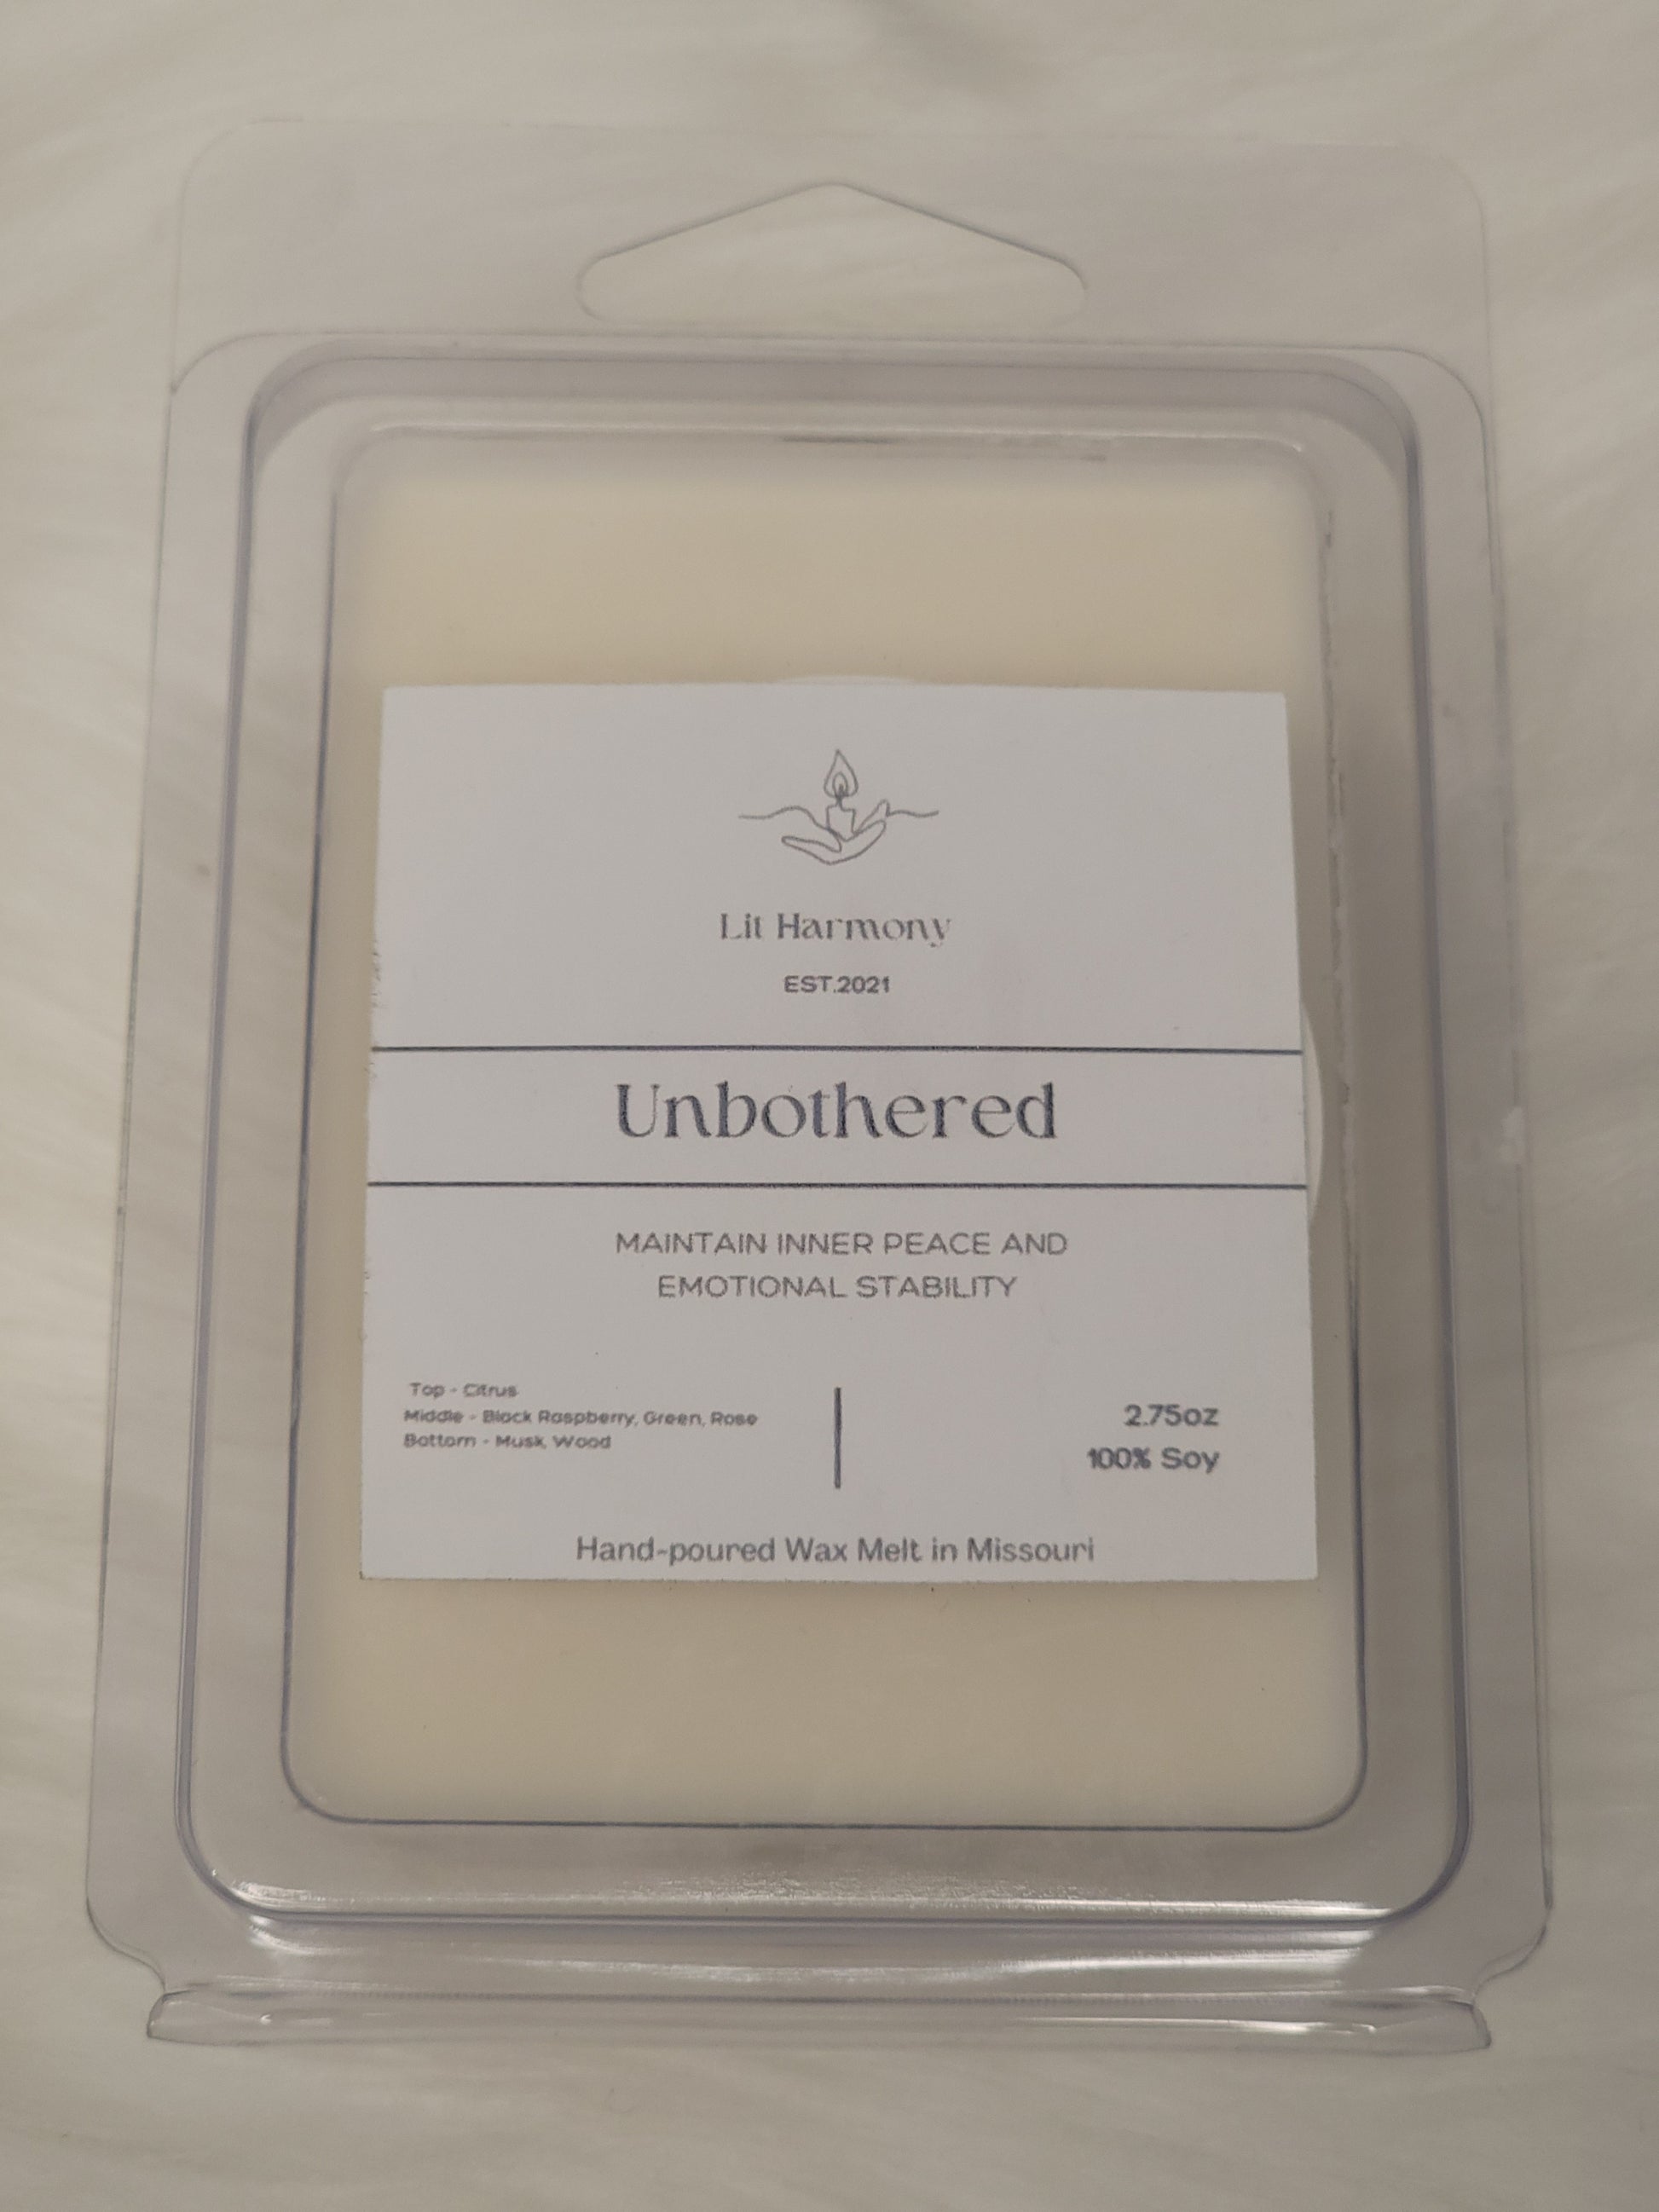 Lit Harmony
EST.2021
Unbothered
MAINTAIN INNER PEACE AND
EMOTIONAL STABILITY
Top - Citrus
Middle - Black Raspberry, Green, Rose
Bottom - Musk, Wood
2.75oz
100% Soy
Hand-poured Wax Melt in Missouri